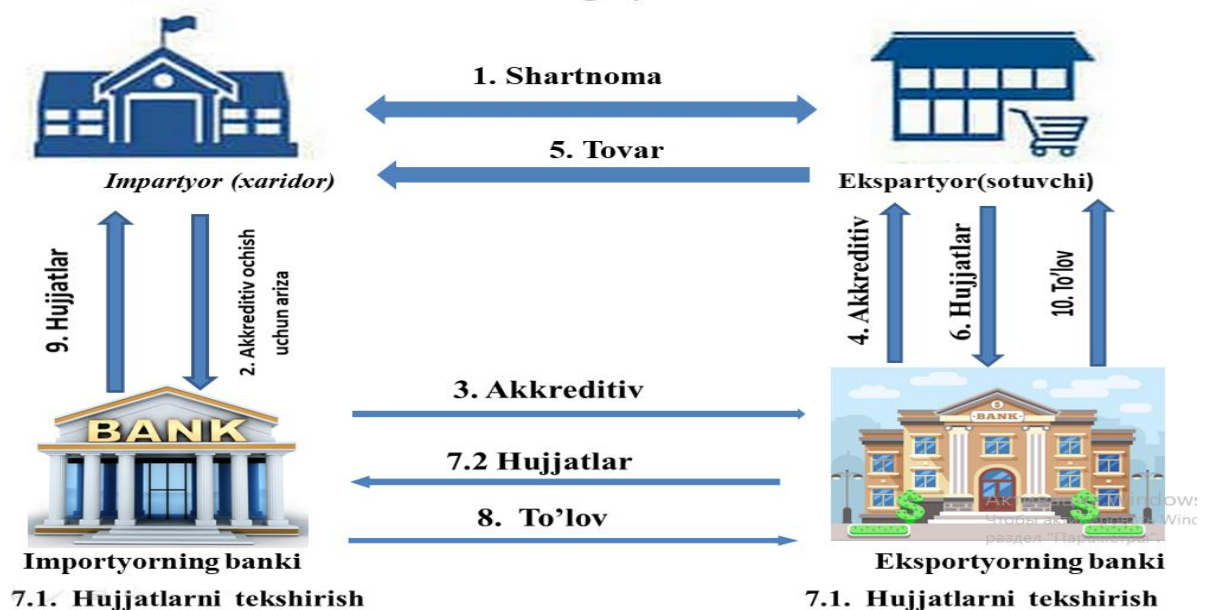 1. Shartnoma
5. Tovar
Impartyor (xaridor)
Ekspartyor(sotuvchi)
9. Hujjatlar
2. Akkreditiv ochish
uchun ariza
4. Akkreditiv
6. Hujjatlar
10. To'lov
BANK
3. Akkreditiv
7.2 Hujjatlar
8. To’lov
$
BANK
$
$
Importyorning banki
Eksportyorning banki
7.1. Hujjatlarni tekshirish
7.1. Hujjatlarni tekshirish